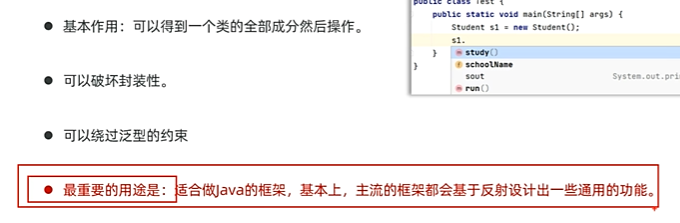 ● 基本作用：可以得到一个类的全部成分然后操作。
● 可以破坏封装性。
● 可以绕过泛型的约束
● 最重要的用途是：适合做Java的框架，基本上，主流的框架都会基于反射设计出一些通用的功能。
public class Test {
public static void main(String[] args) {
Student s1 = new Student();
s1.
}
}
study()
schoolName
sout System.out.pri
run()